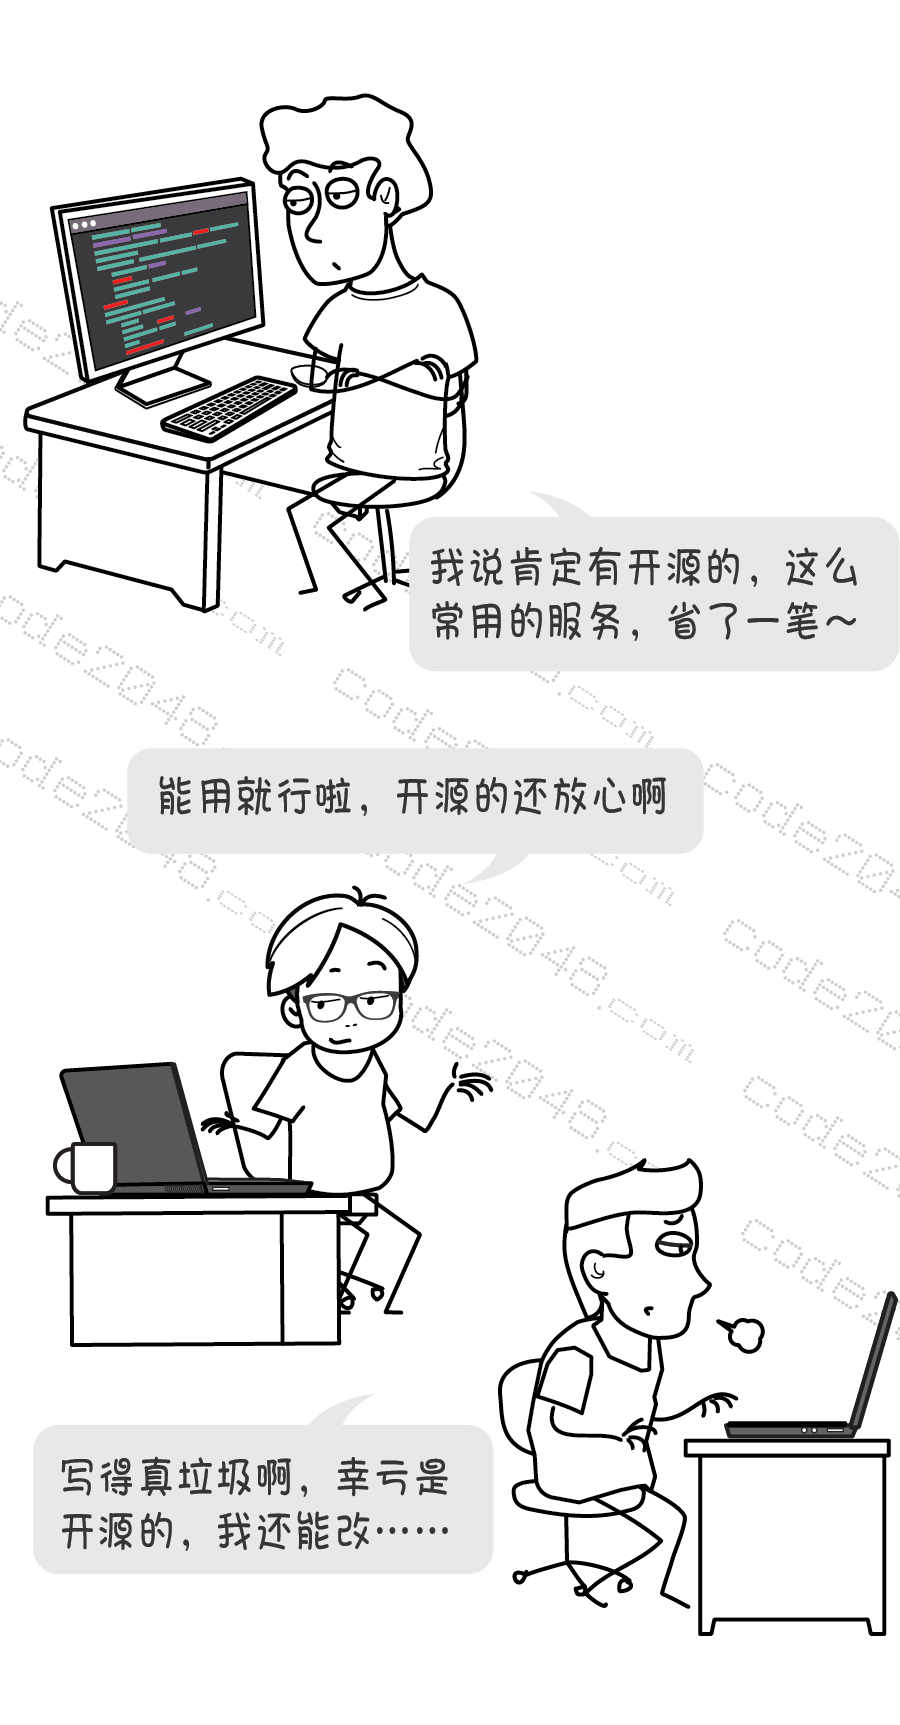 我说肯定有开源的，这么
常用的服务，省了一笔～
能用就行啦，开源的还放心啊
写得真垃圾啊，幸亏是
开源的，我还能改……
code2048.com